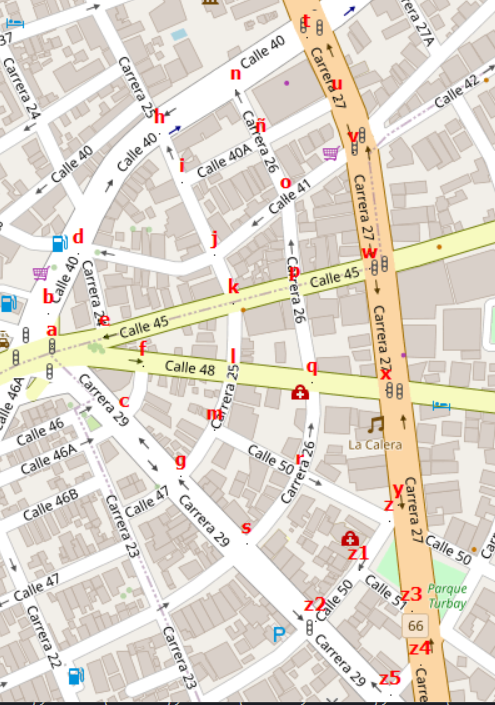 37
Calle 40
t
Carrera 27A
n
Carrera 27
u
Carrera 24
Carrera 25
Calle 42
h
ñ
v
Calle 40
Calle 40
i
Calle 40A
Carrera 26
o
Calle 41
Carrera 27
d
j
w
Calle 40
b
k
p
Calle 45
Carrera 26
e
Calle 45
a
f
Carrera 27
l
Calle 48
q
x
Calle 46A
c
Carrera 29
Carrera 25
m
Calle 46
La Calera
Calle 46A
g
Calle 50
r
Carrera 26
y
Calle 46B
Calle 47
z
Carrera 27
Carrera 29
s
Carrera 23
Calle 50
z1
Calle 47
Calle 50
Calle 51
z3
Parque
Turbay
z2
Carrera 22
66
z4
P
Carrera 29
Carrera 23
z5
Carre